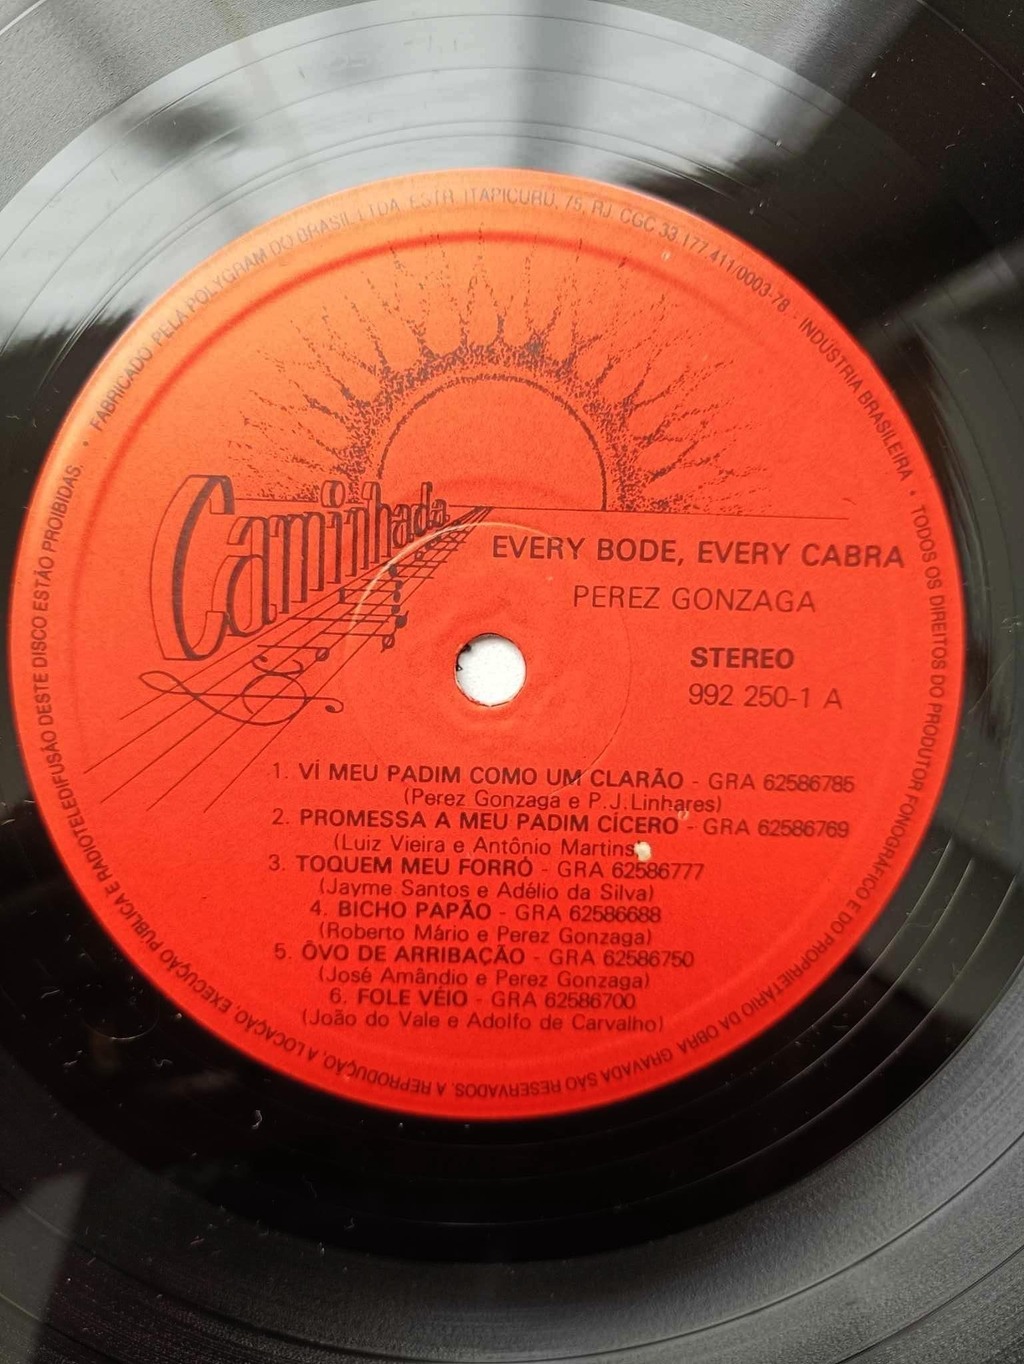 FABRICADO PELA POLYGRAM DO BRASIL LTDA. ESTR. ITAPICURU, 75, RJ. CGC 33.177.411/0003-78 · INDÚSTRIA BRASILEIRA · TODOS OS DIREITOS DO PRODUTOR FONOGRÁFICO E DO PROPRIETÁRIO DA OBRA GRAVADA SÃO RESERVADOS. A REPRODUÇÃO, A LOCAÇÃO, EXECUÇÃO PÚBLICA E RADIOTELEDIFUSÃO DESTE DISCO ESTÃO PROIBIDAS. ·
Caminhada
EVERY BODE, EVERY CABRA
PEREZ GONZAGA
STEREO
992 250-1 A
1. VÍ MEU PADIM COMO UM CLARÃO - GRA 62586785
(Perez Gonzaga e P.J.Linhares)
2. PROMESSA A MEU PADIM CÍCERO - GRA 62586769
(Luiz Vieira e Antônio Martins
3. TOQUEM MEU FORRÓ - GRA 62586777
(Jayme Santos e Adélio da Silva)
4. BICHO PAPÃO - GRA 62586688
(Roberto Mário e Perez Gonzaga)
5. ÔVO DE ARRIBAÇÃO - GRA 62586750
(José Amândio e Perez Gonzaga)
6. FOLE VÉIO - GRA 62586700
(João do Vale e Adolfo de Carvalho)